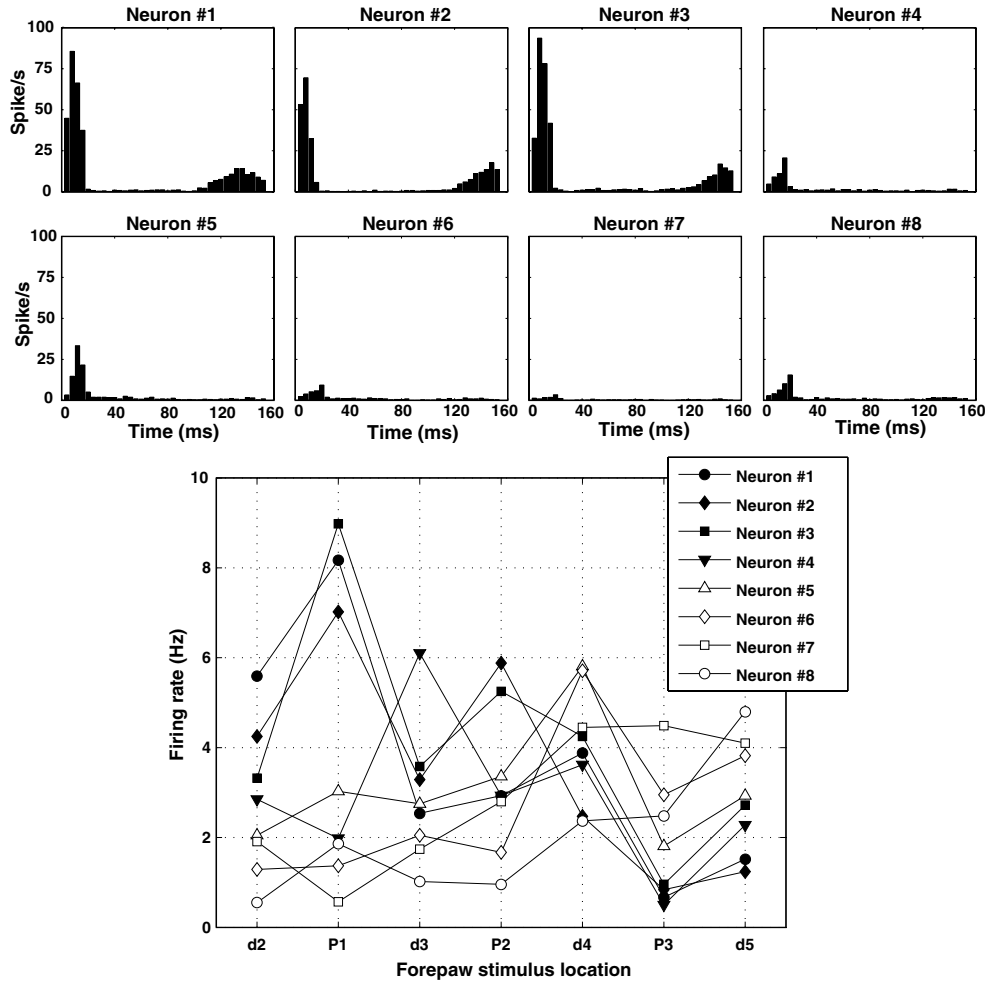 Neuron #1 Neuron #2 Neuron #3 Neuron #4
100
75
50
25
0
Spike/s
Neuron #5 Neuron #6 Neuron #7 Neuron #8
100
75
50
25
0
Spike/s
0 40 80 120 0 40 80 120 160 0 40 80 120 160 0 40 80 120 160
160
Time (ms) Time (ms) Time (ms) Time (ms)
10
8
6
4
2
0
Firing rate (Hz)
Neuron #1
Neuron #2
Neuron #3
Neuron #4
Neuron #5
Neuron #6
Neuron #7
Neuron #8
d2 P1 d3 P2 d4 P3 d5
Forepaw stimulus location